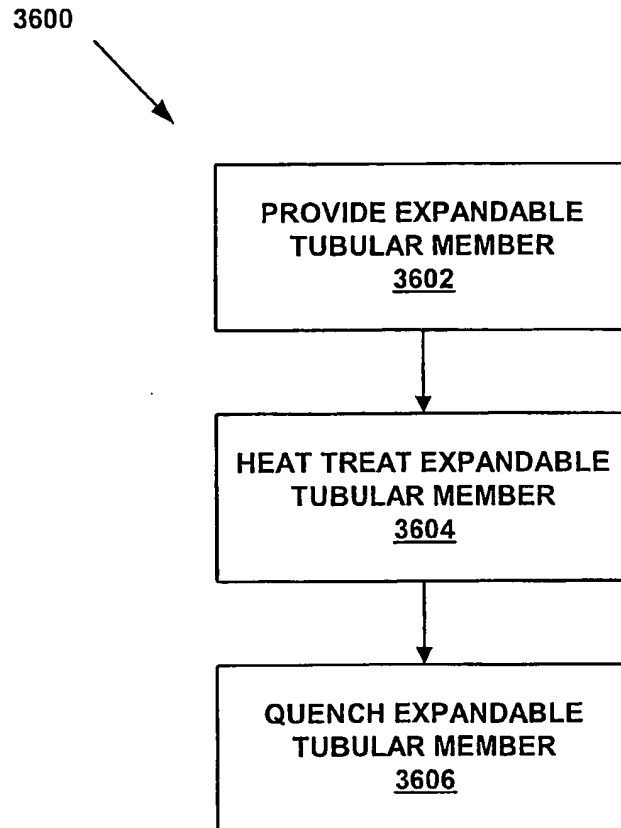 3600
PROVIDE EXPANDABLE
TUBULAR MEMBER
3602
HEAT TREAT EXPANDABLE
TUBULAR MEMBER
3604
QUENCH EXPANDABLE
TUBULAR MEMBER
3606